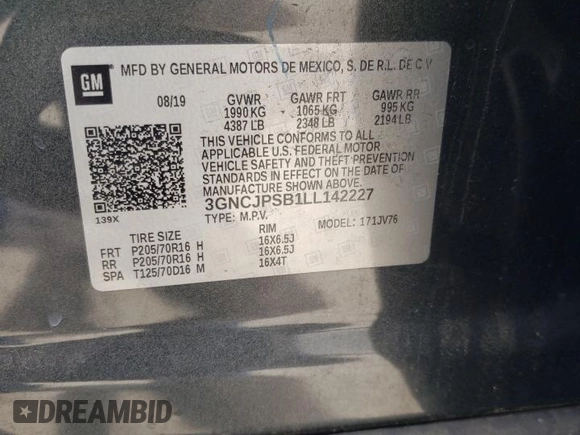 GM
MFD BY GENERAL MOTORS DE MEXICO, S. DE R.L. DE C.V
08/19 GVWR GAWR FRT GAWR RR
1990 KG 1065 KG 995 KG
4387 LB 2348 LB 2194 LB
THIS VEHICLE CONFORMS TO ALL
APPLICABLE U.S. FEDERAL MOTOR
VEHICLE SAFETY AND THEFT PREVENTION
STANDARDS IN EFFECT ON THE DATE OF
MANUFACTURE SHOWN ABOVE.
3GNCJPSB1LL142227
139X
TYPE: M.P.V. MODEL: 171JV76
TIRE SIZE RIM
FRT P205/70R16 H 16X6.5J
RR P205/70R16 H 16X6.5J
SPA T125/70D16 M 16X4T
DREAMBID